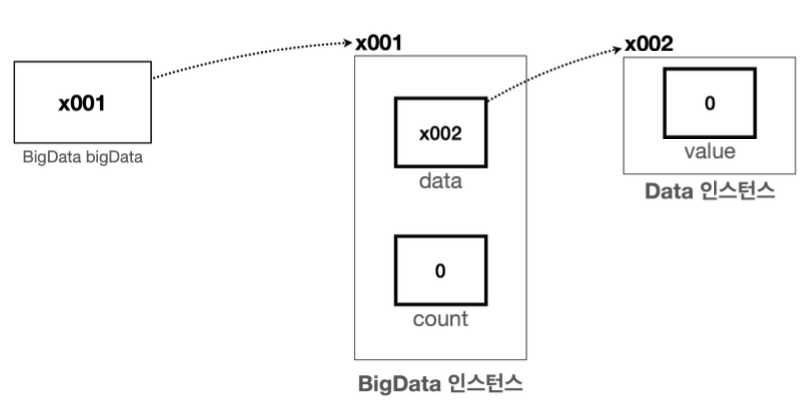 x001
BigData bigData
x001
x002
data
0
count
BigData 인스턴스
x002
0
value
Data 인스턴스